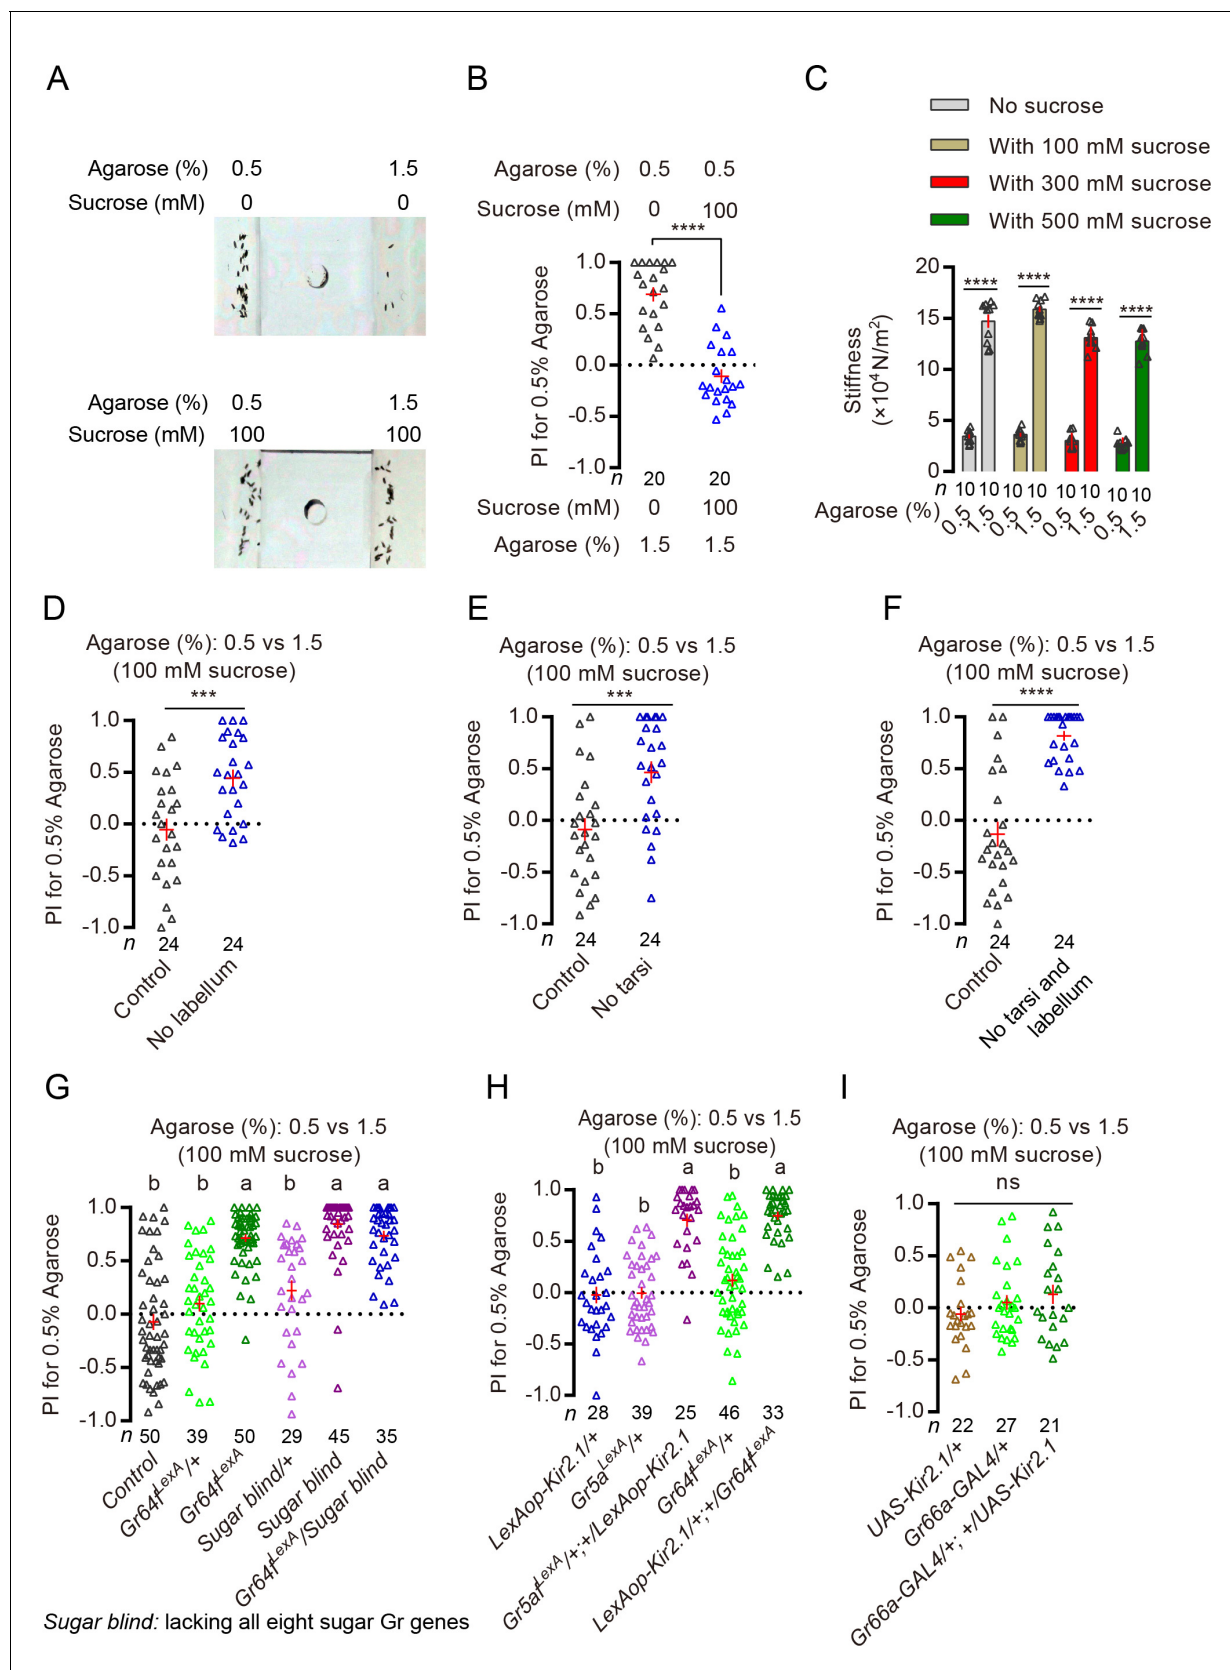 A
Agarose (%) 0.5 1.5
Sucrose (mM) 0 0
Agarose (%) 0.5 1.5
Sucrose (mM) 100 100
B
Agarose (%) 0.5 0.5
Sucrose (mM) 0 100
****
PI for 0.5% Agarose
1.0
0.5
0.0
-0.5
-1.0
n 20 20
Sucrose (mM) 0 100
Agarose (%) 1.5 1.5
C
No sucrose
With 100 mM sucrose
With 300 mM sucrose
With 500 mM sucrose
Stiffness
(×10⁴ N/m²)
20
15
10
5
0
**** **** **** ****
n 10 10 10 10 10 10 10 10
Agarose (%) 0.5 1.5 0.5 1.5 0.5 1.5 0.5 1.5
D
Agarose (%): 0.5 vs 1.5
(100 mM sucrose)
***
PI for 0.5% Agarose
1.0
0.5
0.0
-0.5
-1.0
n 24 24
Control
No labellum
E
Agarose (%): 0.5 vs 1.5
(100 mM sucrose)
***
PI for 0.5% Agarose
1.0
0.5
0.0
-0.5
-1.0
n 24 24
Control
No tarsi
F
Agarose (%): 0.5 vs 1.5
(100 mM sucrose)
****
PI for 0.5% Agarose
1.0
0.5
0.0
-0.5
-1.0
n 24 24
Control
No tarsi and
labellum
G
Agarose (%): 0.5 vs 1.5
(100 mM sucrose)
b b a b a a
PI for 0.5% Agarose
1.0
0.5
0.0
-0.5
-1.0
n 50 39 50 29 45 35
Control
Gr64f^LexA/+
Gr64f^LexA
Sugar blind/+
Sugar blind
Gr64f^LexA/Sugar blind
Sugar blind: lacking all eight sugar Gr genes
H
Agarose (%): 0.5 vs 1.5
(100 mM sucrose)
b b a b a
PI for 0.5% Agarose
1.0
0.5
0.0
-0.5
-1.0
n 28 39 25 46 33
LexAop-Kir2.1/+
Gr5a^LexA/+
Gr5af^LexA/+;+/LexAop-Kir2.1
Gr64f^LexA/+
LexAop-Kir2.1/+;+/Gr64f^LexA
I
Agarose (%): 0.5 vs 1.5
(100 mM sucrose)
ns
PI for 0.5% Agarose
1.0
0.5
0.0
-0.5
-1.0
n 22 27 21
UAS-Kir2.1/+
Gr66a-GAL4/+
Gr66a-GAL4/+; +/UAS-Kir2.1